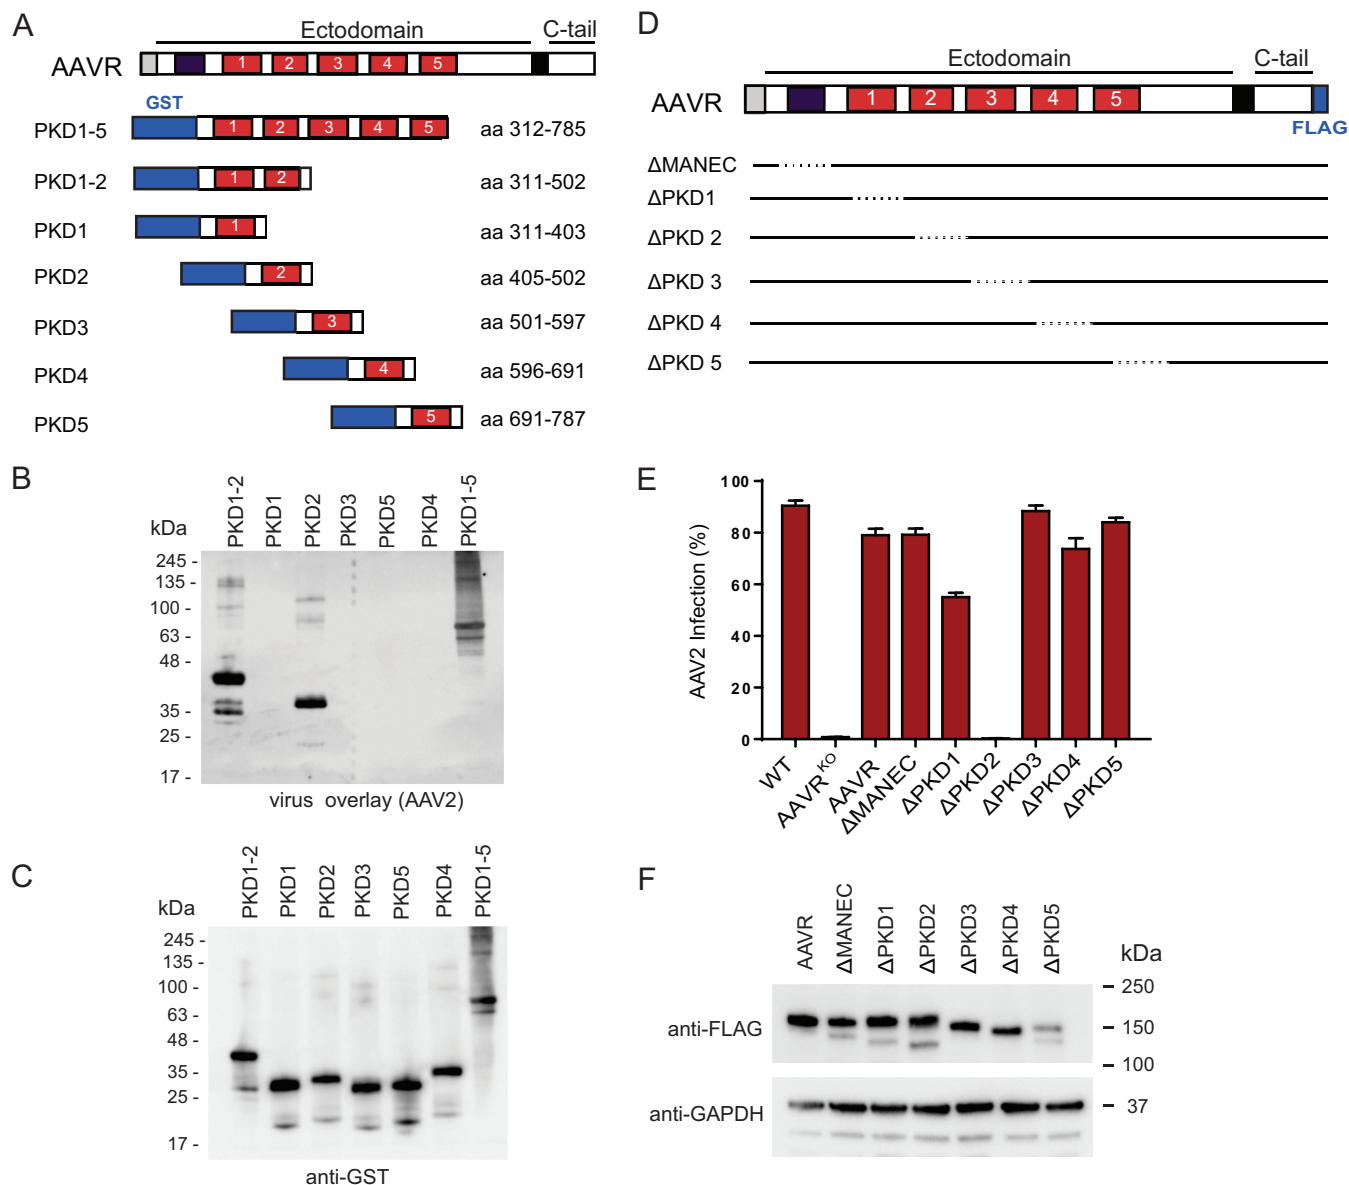 A
Ectodomain
C-tail
AAVR
1 2 3 4 5
GST
PKD1-5
1 2 3 4 5
aa 312-785
PKD1-2
1 2
aa 311-502
PKD1
1
aa 311-403
PKD2
2
aa 405-502
PKD3
3
aa 501-597
PKD4
4
aa 596-691
PKD5
5
aa 691-787
D
Ectodomain
C-tail
AAVR
1 2 3 4 5
FLAG
ΔMANEC
ΔPKD1
ΔPKD 2
ΔPKD 3
ΔPKD 4
ΔPKD 5
B
kDa
PKD1-2
PKD1
PKD2
PKD3
PKD5
PKD4
PKD1-5
245 -
135 -
100 -
63 -
48 -
35 -
25 -
17 -
virus overlay (AAV2)
E
AAV2 Infection (%)
100
80
60
40
20
0
WT
AAVR KO
AAVR
ΔMANEC
ΔPKD1
ΔPKD2
ΔPKD3
ΔPKD4
ΔPKD5
C
kDa
PKD1-2
PKD1
PKD2
PKD3
PKD5
PKD4
PKD1-5
245 -
135 -
100 -
63 -
48 -
35 -
25 -
17 -
anti-GST
F
AAVR
ΔMANEC
ΔPKD1
ΔPKD2
ΔPKD3
ΔPKD4
ΔPKD5
kDa
anti-FLAG
– 250
– 150
– 100
anti-GAPDH
– 37